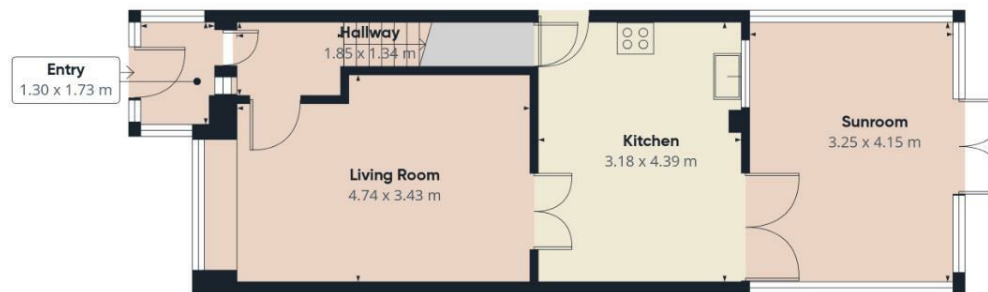 Entry
1.30 x 1.73 m
Hallway
1.85 x 1.34 m
Living Room
4.74 x 3.43 m
Kitchen
3.18 x 4.39 m
Sunroom
3.25 x 4.15 m